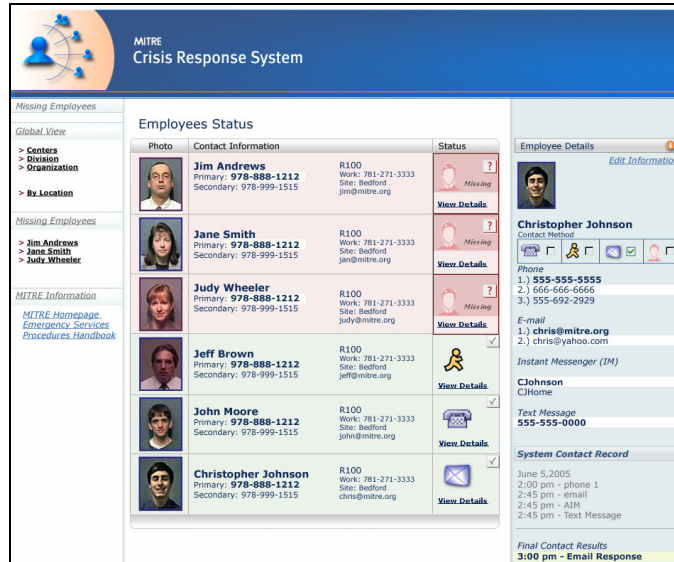 MITRE
Crisis Response System
Missing Employees
Global View
> Centers
> Division
> Organization
> By Location
Missing Employees
> Jim Andrews
> Jane Smith
> Judy Wheeler
MITRE Information
MITRE Homepage
Emergency Services
Procedures Handbook
Employees Status
Photo Contact Information Status
Jim Andrews
Primary: 978-888-1212
Secondary: 978-999-1515
R100
Work: 781-271-3333
Site: Bedford
jim@mitre.org
?
Missing
View Details
Jane Smith
Primary: 978-888-1212
Secondary: 978-999-1515
R100
Work: 781-271-3333
Site: Bedford
jan@mitre.org
?
Missing
View Details
Judy Wheeler
Primary: 978-888-1212
Secondary: 978-999-1515
R100
Work: 781-271-3333
Site: Bedford
judy@mitre.org
?
Missing
View Details
Jeff Brown
Primary: 978-888-1212
Secondary: 978-999-1515
R100
Work: 781-271-3333
Site: Bedford
jeff@mitre.org
View Details
John Moore
Primary: 978-888-1212
Secondary: 978-999-1515
R100
Work: 781-271-3333
Site: Bedford
john@mitre.org
View Details
Christopher Johnson
Primary: 978-888-1212
Secondary: 978-999-1515
R100
Work: 781-271-3333
Site: Bedford
chris@mitre.org
View Details
Employee Details
Edit Information
Christopher Johnson
Contact Method
Phone
1.) 555-555-5555
2.) 666-666-6666
3.) 555-692-2929
E-mail
1.) chris@mitre.org
2.) chris@yahoo.com
Instant Messenger (IM)
CJohnson
CJHome
Text Message
555-555-0000
System Contact Record
June 5,2005
2:00 pm - phone 1
2:45 pm - email
2:45 pm - AIM
2:45 pm - Text Message
Final Contact Results
3:00 pm - Email Response